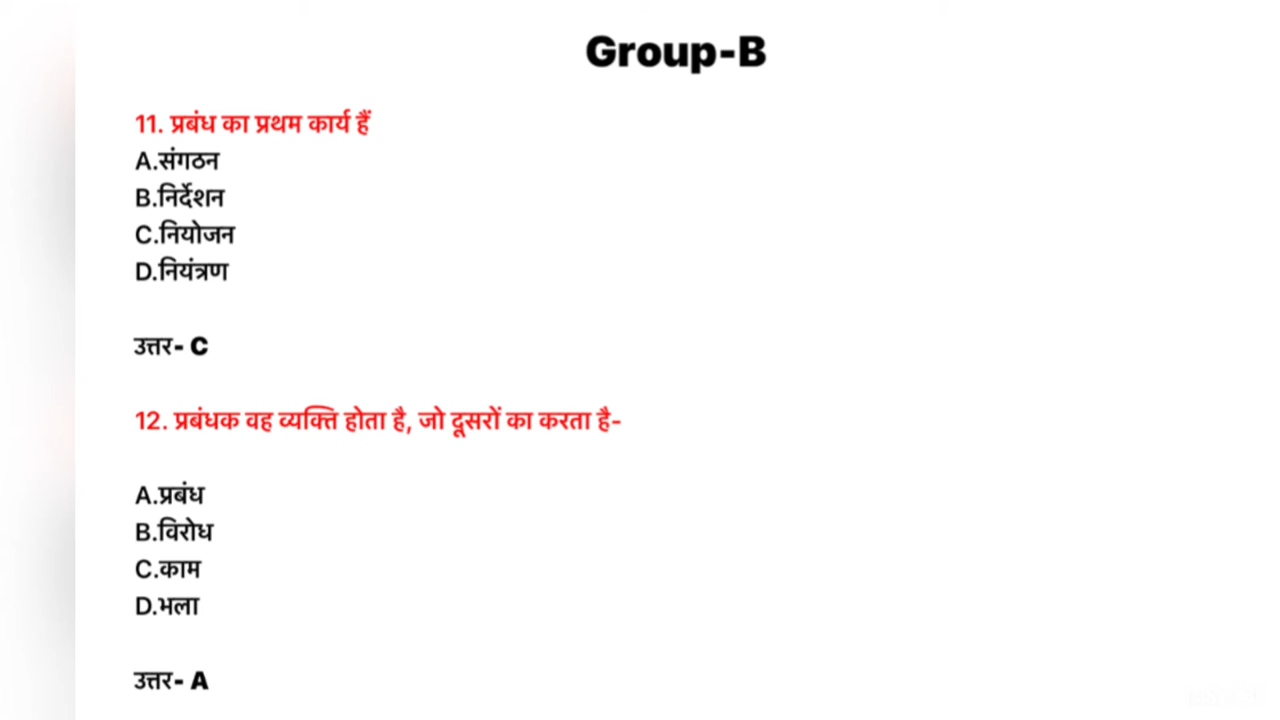 Group-B
11. प्रबंध का प्रथम कार्य हैं
A.संगठन
B.निर्देशन
C.नियोजन
D.नियंत्रण
उत्तर- C
12. प्रबंधक वह व्यक्ति होता है, जो दूसरों का करता है-
A.प्रबंध
B.विरोध
C.काम
D.भला
उत्तर- A